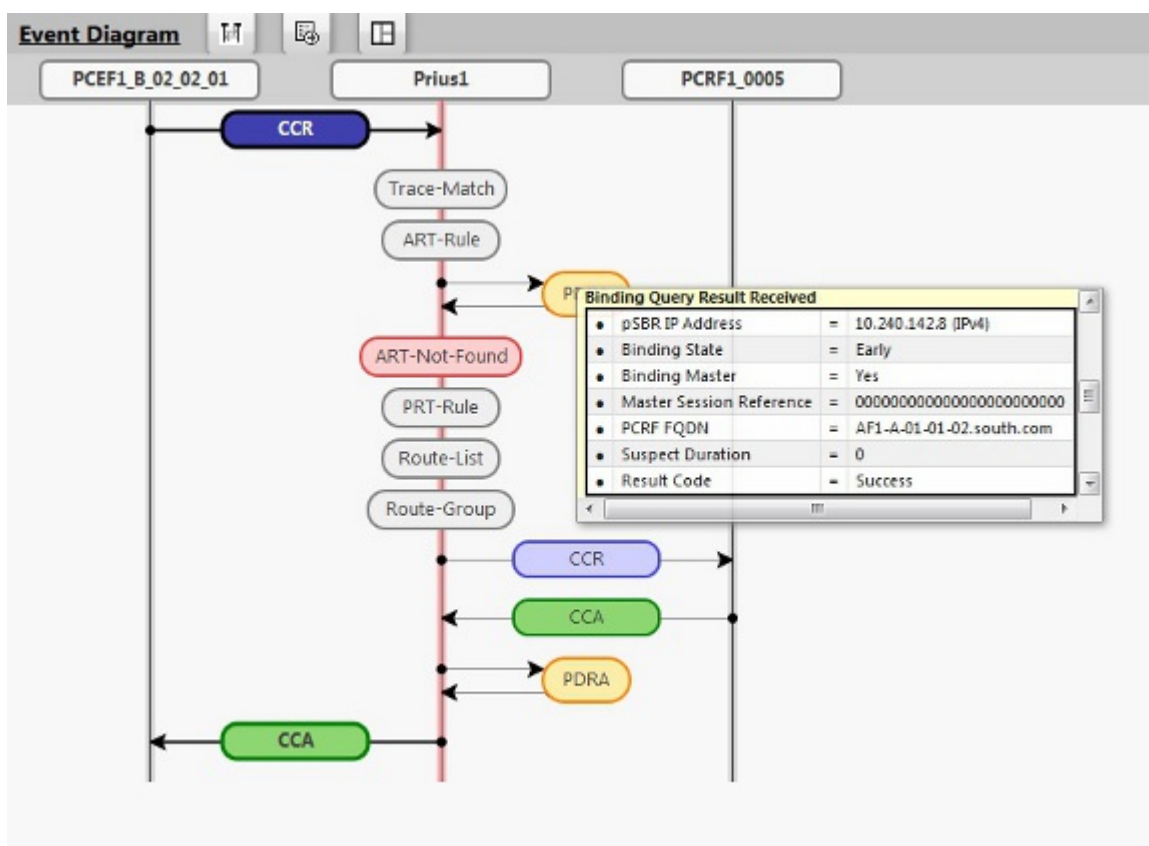 Event Diagram
PCEF1_B_02_02_01 Prius1 PCRF1_0005
CCR
Trace-Match
ART-Rule
Binding Query Result Received
• pSBR IP Address = 10.240.142.8 (IPv4)
• Binding State = Early
• Binding Master = Yes
• Master Session Reference = 000000000000000000000000
• PCRF FQDN = AF1-A-01-01-02.south.com
• Suspect Duration = 0
• Result Code = Success
ART-Not-Found
PRT-Rule
Route-List
Route-Group
CCR
CCA
PDRA
CCA